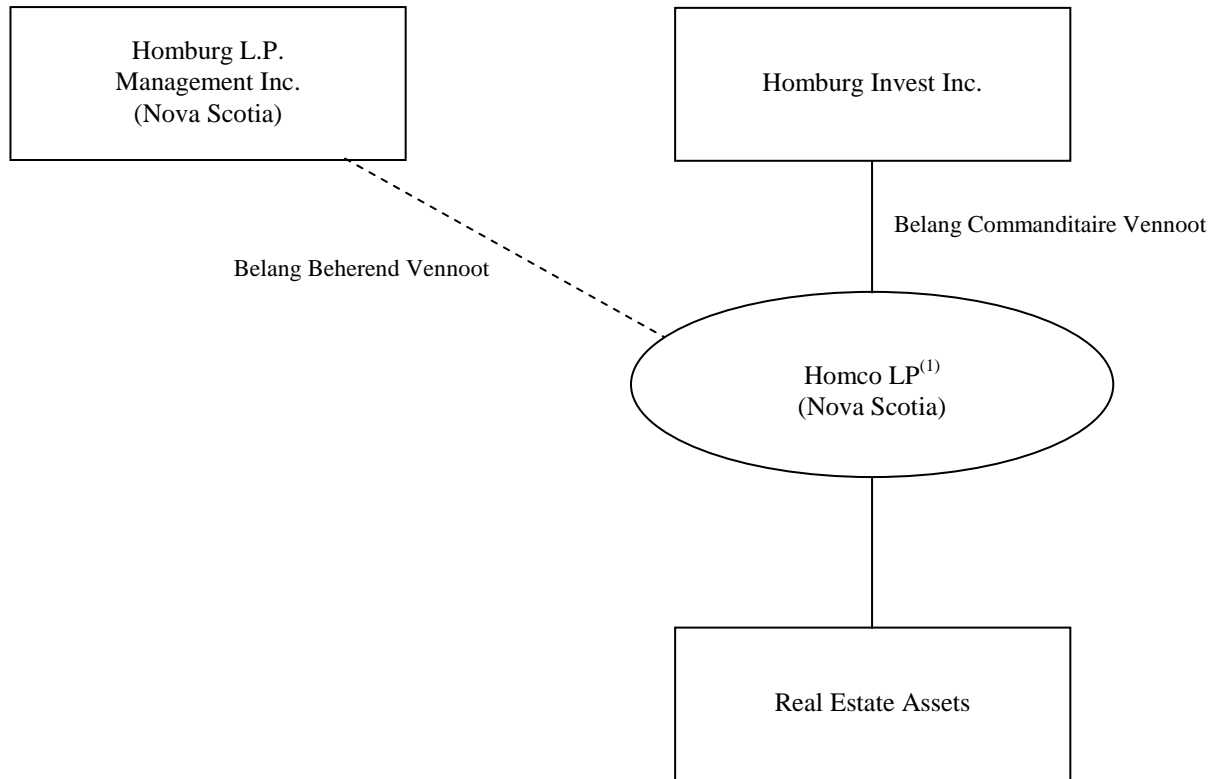 Homburg L.P.
Management Inc.
(Nova Scotia)
Homburg Invest Inc.
Belang Commanditaire Vennoot
Belang Beherend Vennoot
Homco LP(1)
(Nova Scotia)
Real Estate Assets